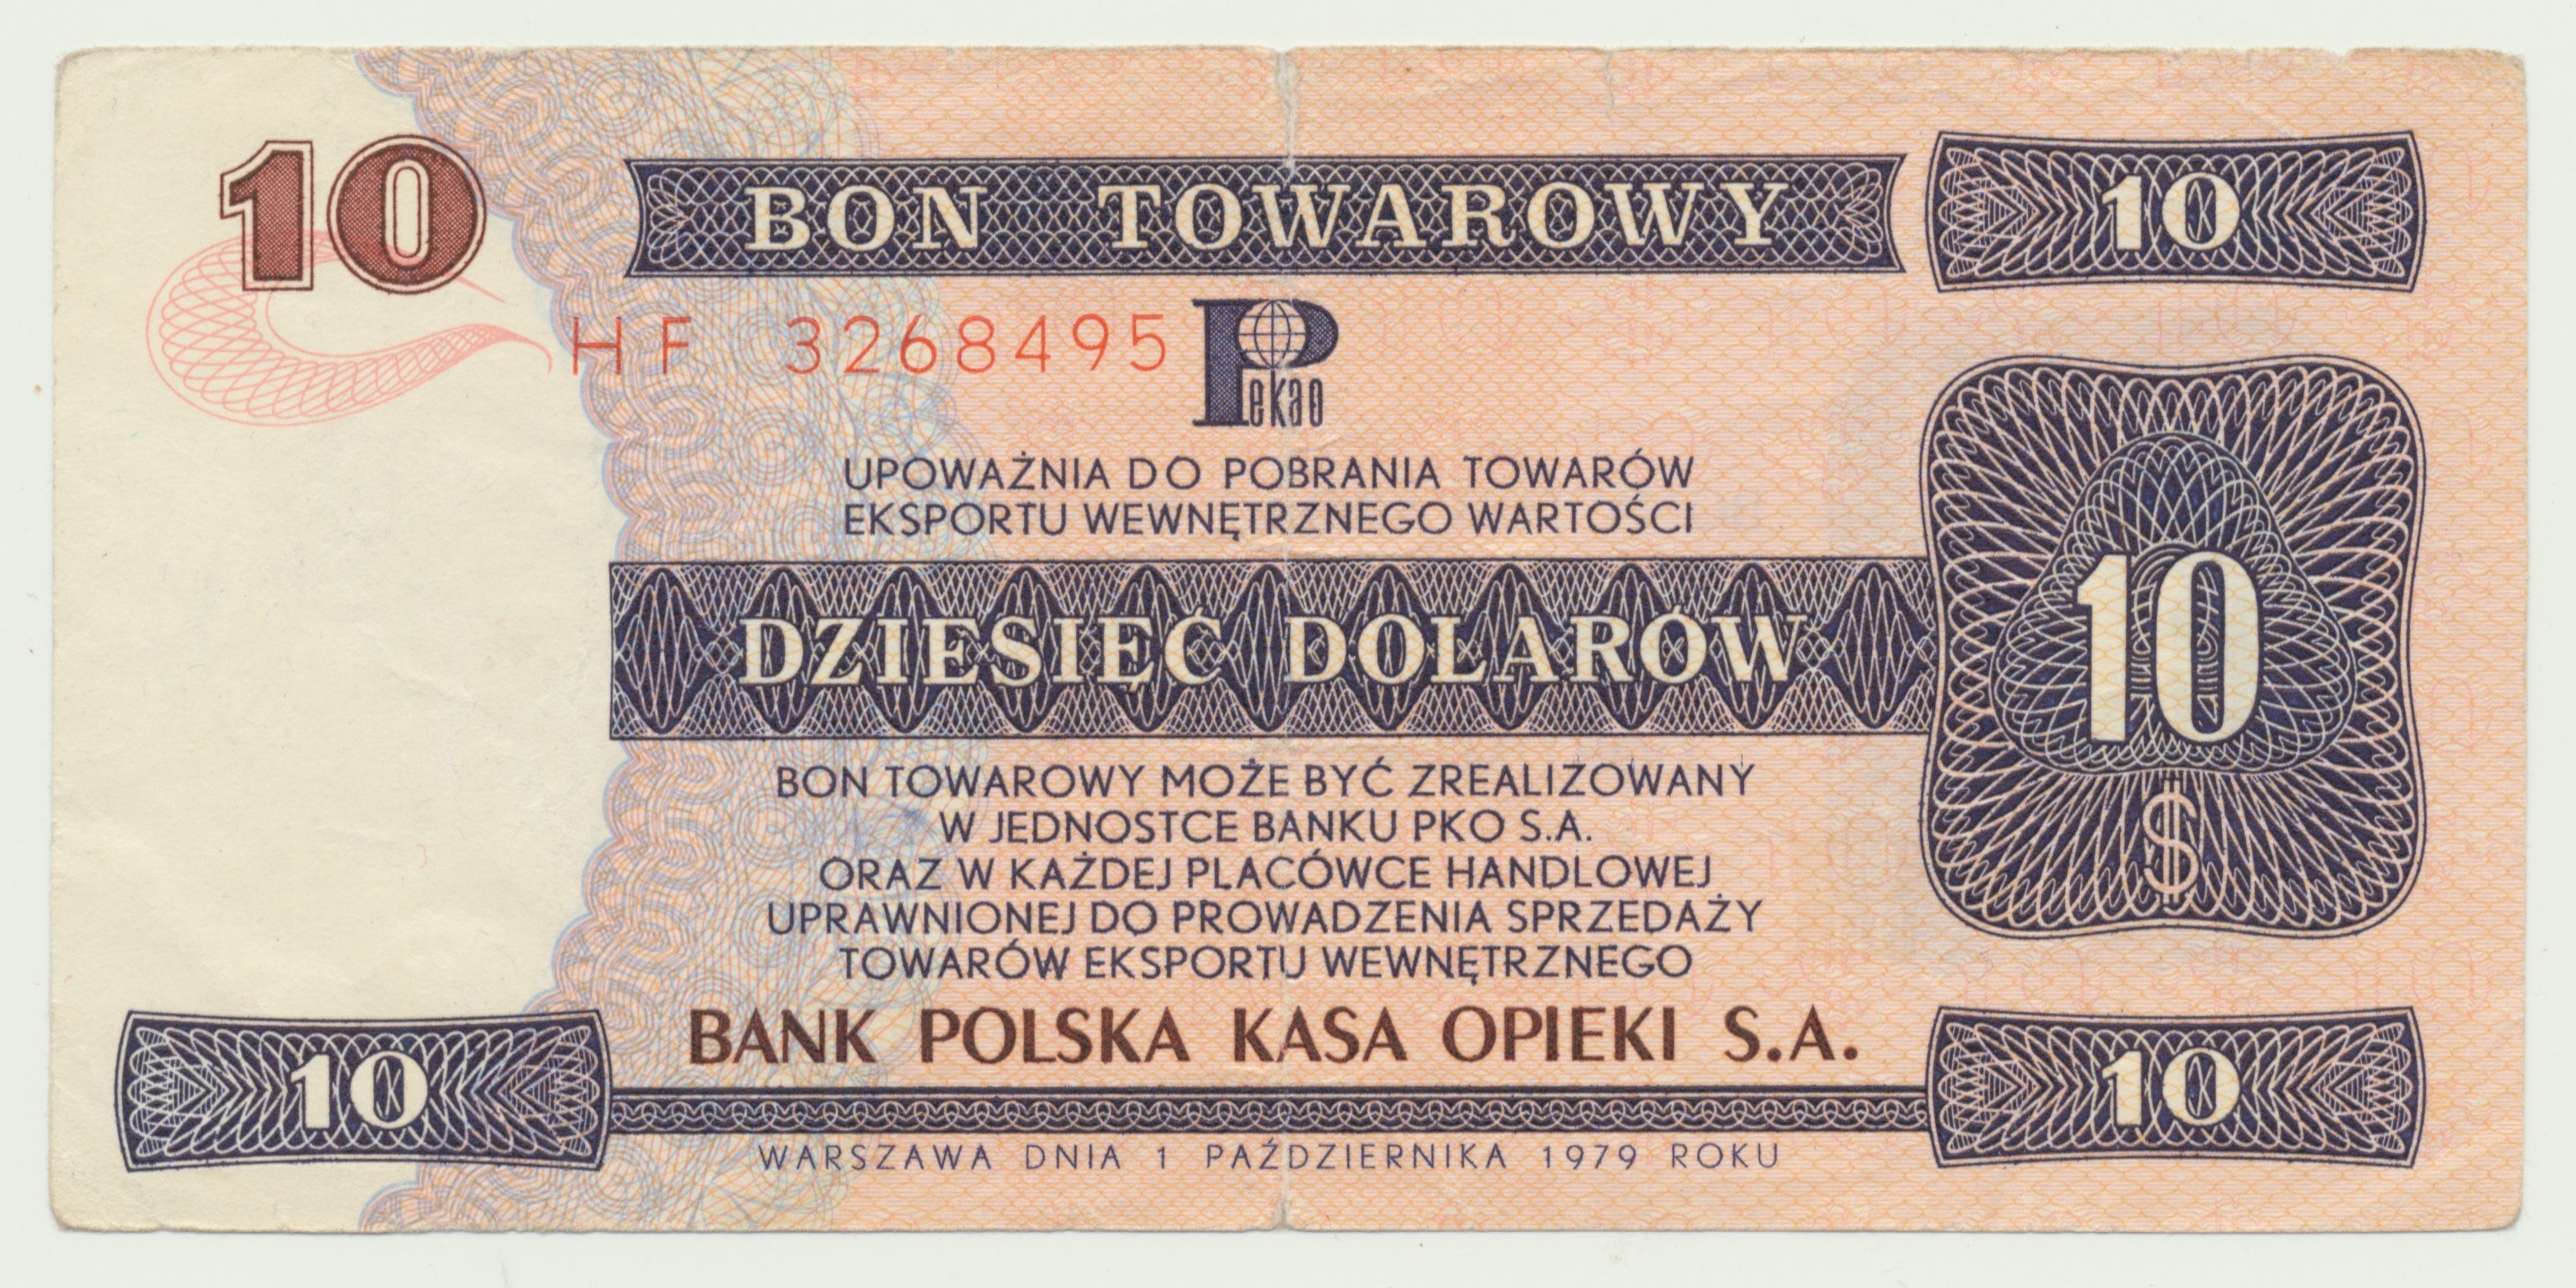 10
BON TOWAROWY
10
HF 3268495
Pekao
UPOWAŻNIA DO POBRANIA TOWARÓW
EKSPORTU WEWNĘTRZNEGO WARTOŚCI
DZIESIĘĆ DOLARÓW
10
$
BON TOWAROWY MOŻE BYĆ ZREALIZOWANY
W JEDNOSTCE BANKU PKO S.A.
ORAZ W KAŻDEJ PLACÓWCE HANDLOWEJ
UPRAWNIONEJ DO PROWADZENIA SPRZEDAŻY
TOWARÓW EKSPORTU WEWNĘTRZNEGO
BANK POLSKA KASA OPIEKI S.A.
10
10
WARSZAWA DNIA 1 PAŹDZIERNIKA 1979 ROKU